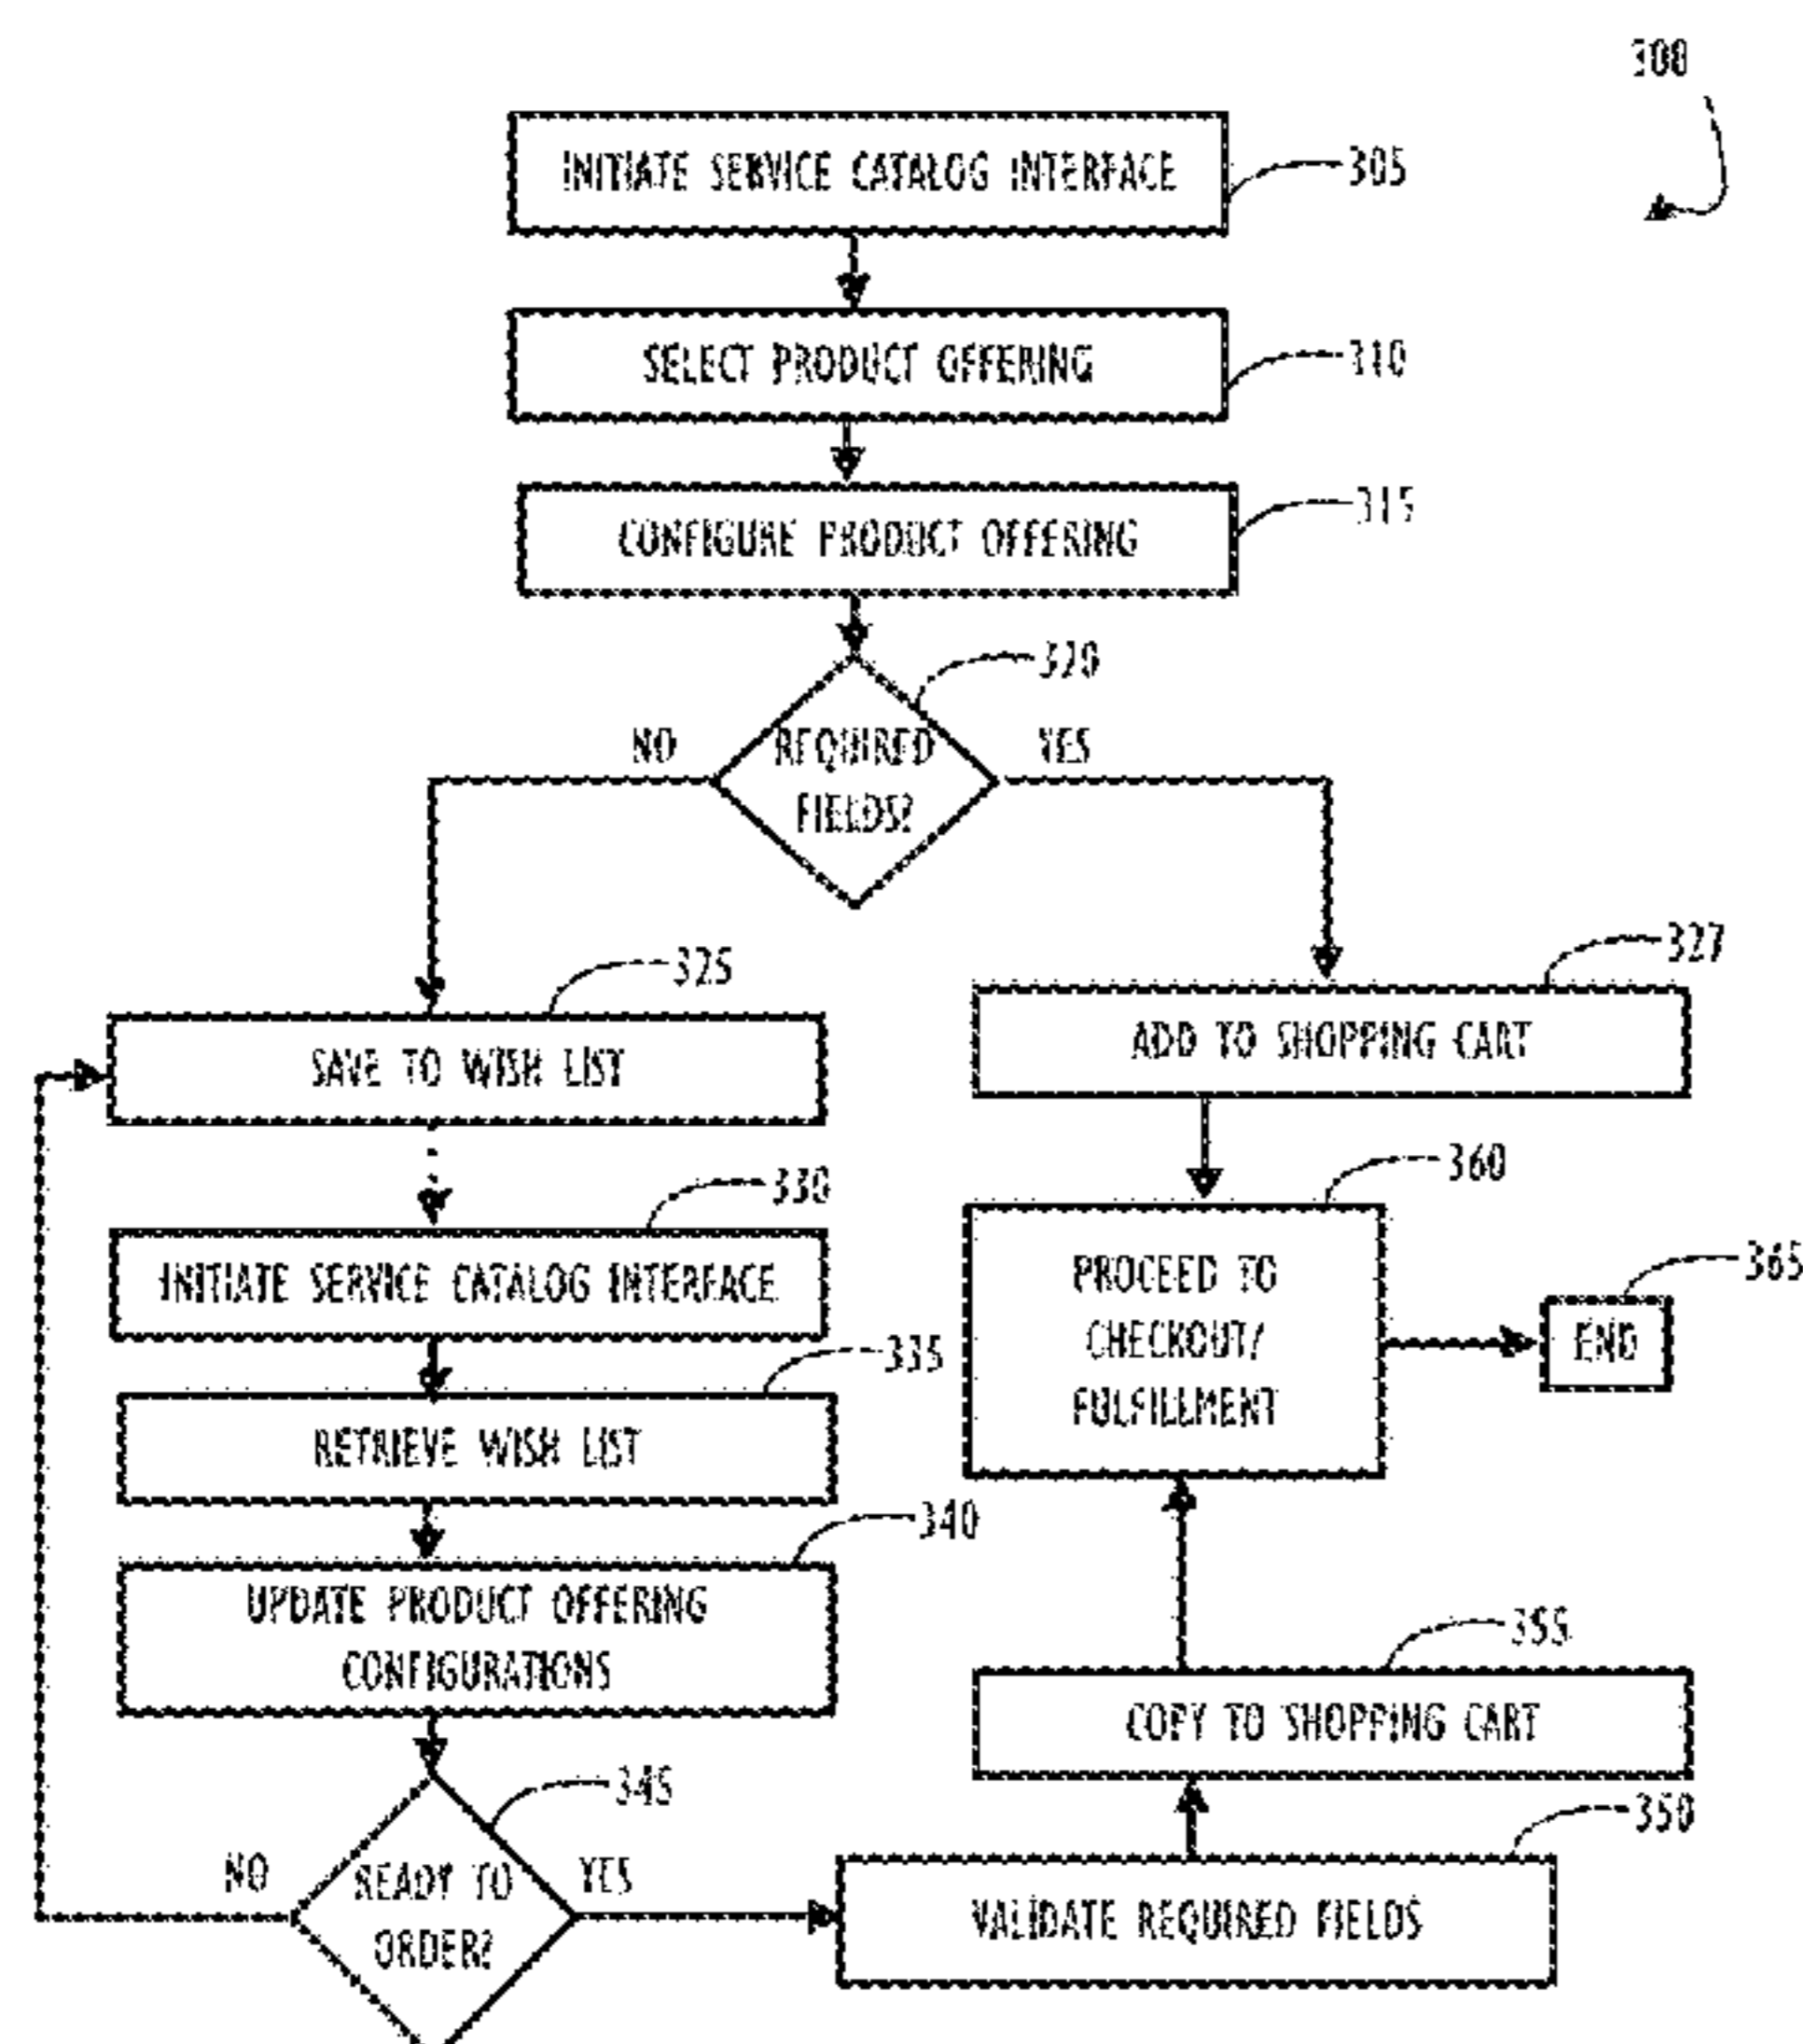 300
INITIATE SERVICE CATALOG INTERFACE
305
SELECT PRODUCT OFFERING
310
CONFIGURE PRODUCT OFFERING
315
320
NO
REQUIRED
FIELDS?
YES
325
327
SAVE TO WISH LIST
ADD TO SHOPPING CART
330
360
INITIATE SERVICE CATALOG INTERFACE
PROCEED TO
CHECKOUT/
FULFILLMENT
365
END
335
RETRIEVE WISH LIST
340
UPDATE PRODUCT OFFERING
CONFIGURATIONS
355
COPY TO SHOPPING CART
345
350
NO
READY TO
ORDER?
YES
VALIDATE REQUIRED FIELDS